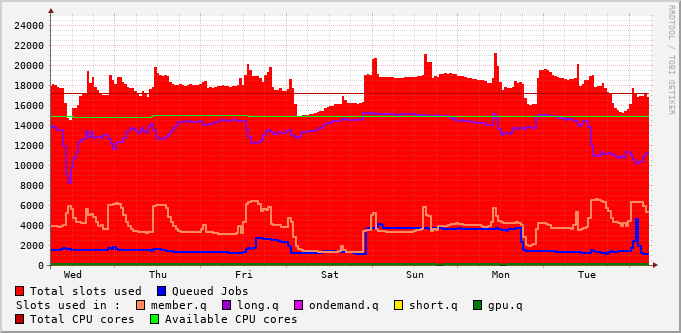 RRDTOOL / TOBI OETIKER
24000
22000
20000
18000
16000
14000
12000
10000
8000
6000
4000
2000
0
Wed Thu Fri Sat Sun Mon Tue
Total slots used Queued Jobs
Slots used in : member.q long.q ondemand.q short.q gpu.q
Total CPU cores Available CPU cores